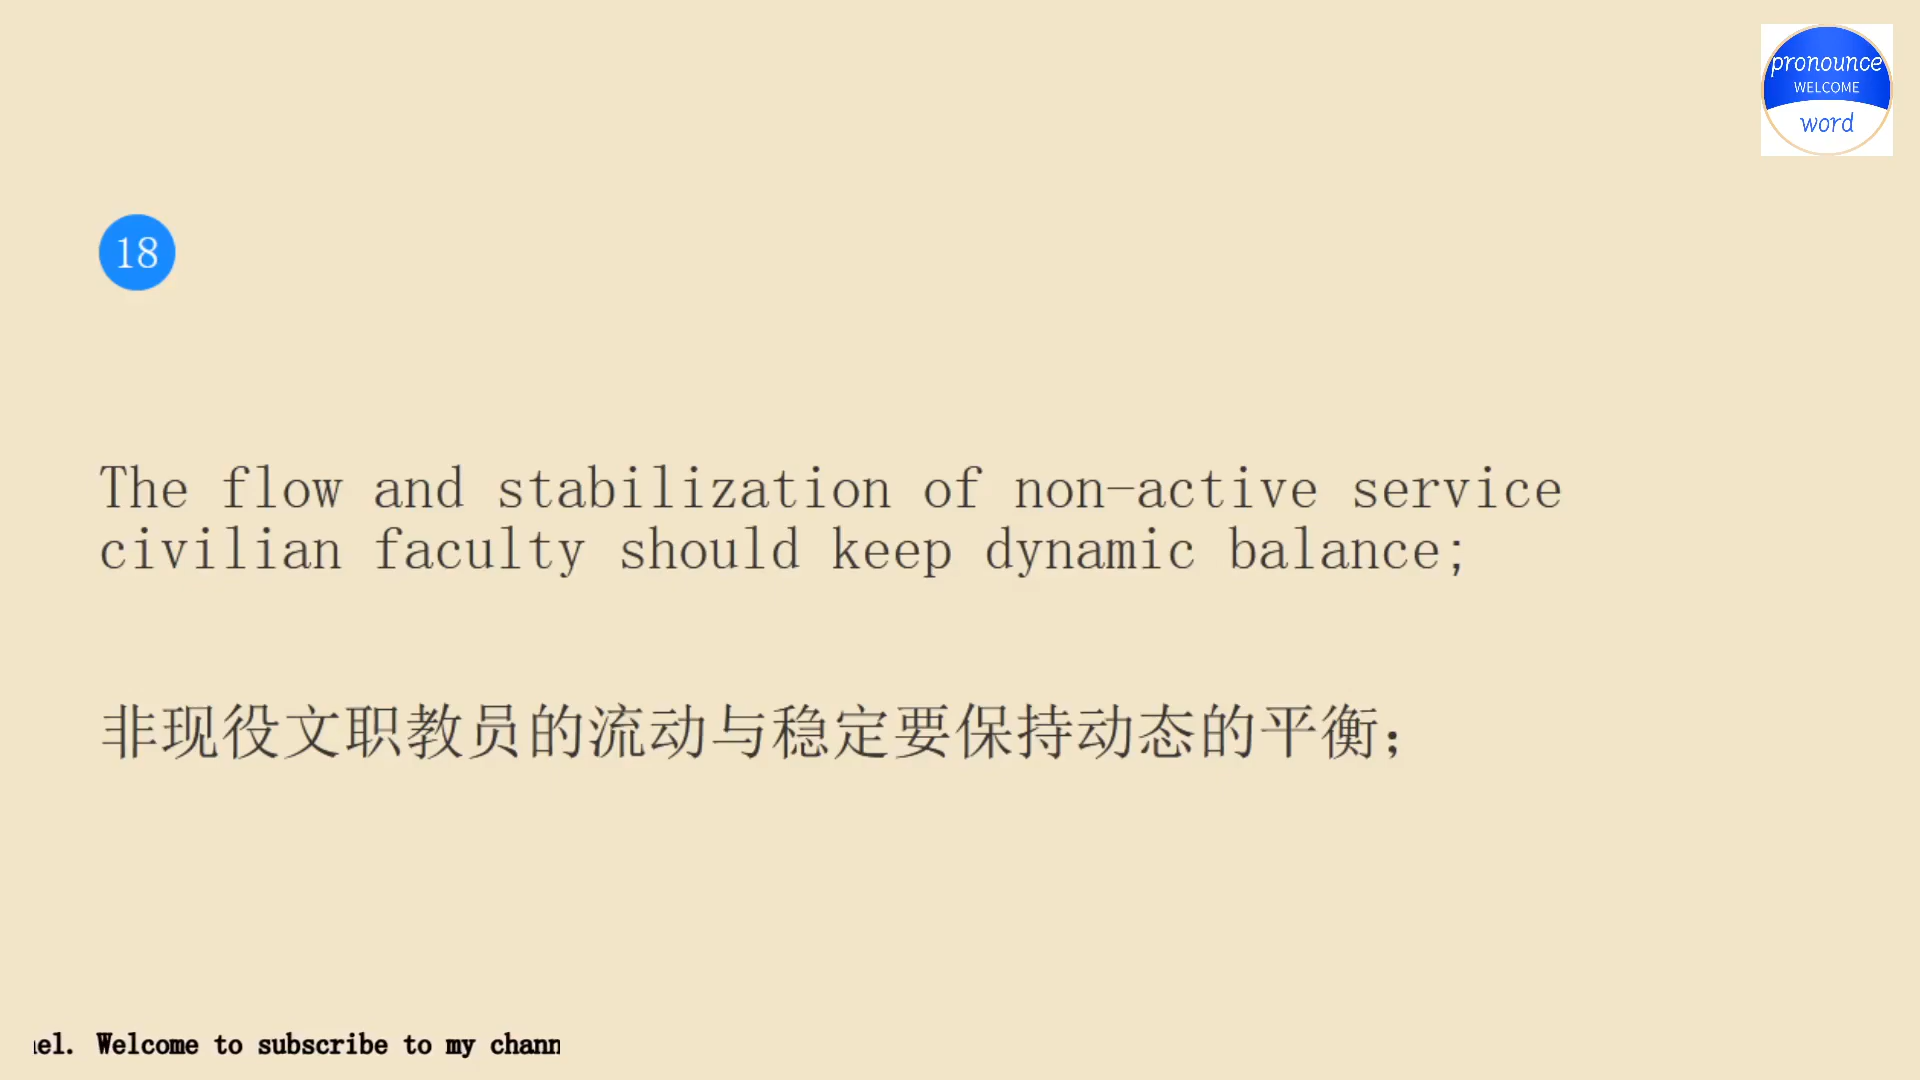 pronounce
WELCOME
word
18
The flow and stabilization of non-active service
civilian faculty should keep dynamic balance;
非现役文职教员的流动与稳定要保持动态的平衡；
el. Welcome to subscribe to my chann